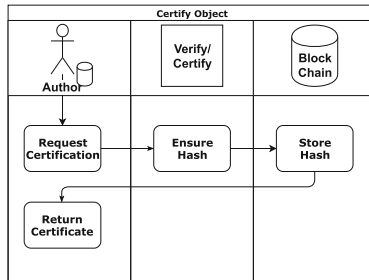 Certify Object
Author
Verify/
Certify
Block
Chain
Request
Certification
Ensure
Hash
Store
Hash
Return
Certificate